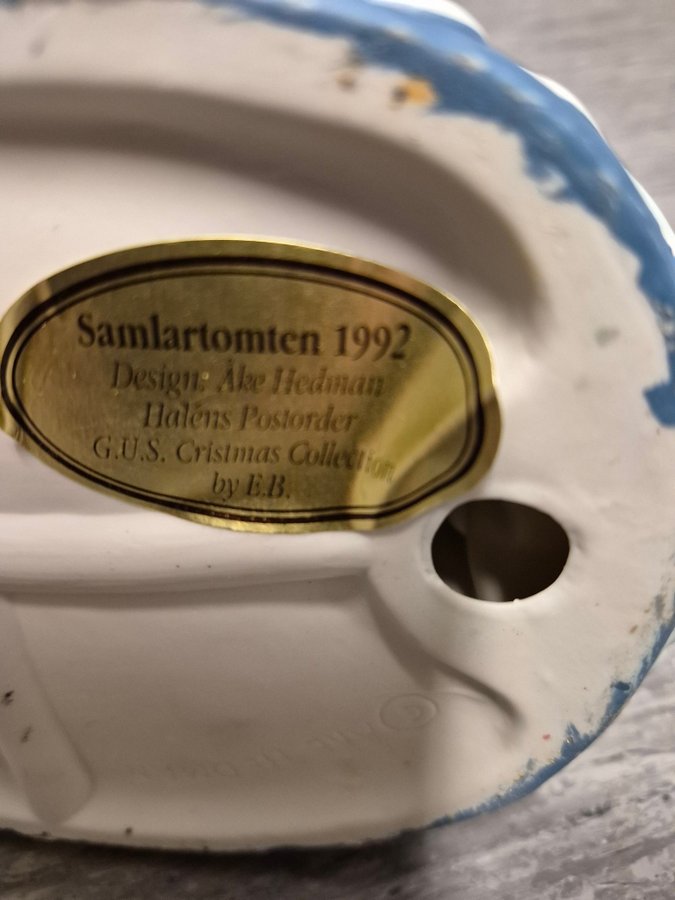 Samlartomten 1992
Design: Åke Hedman
Haléns Postorder
G.U.S. Cristmas Collection
by E.B.
©